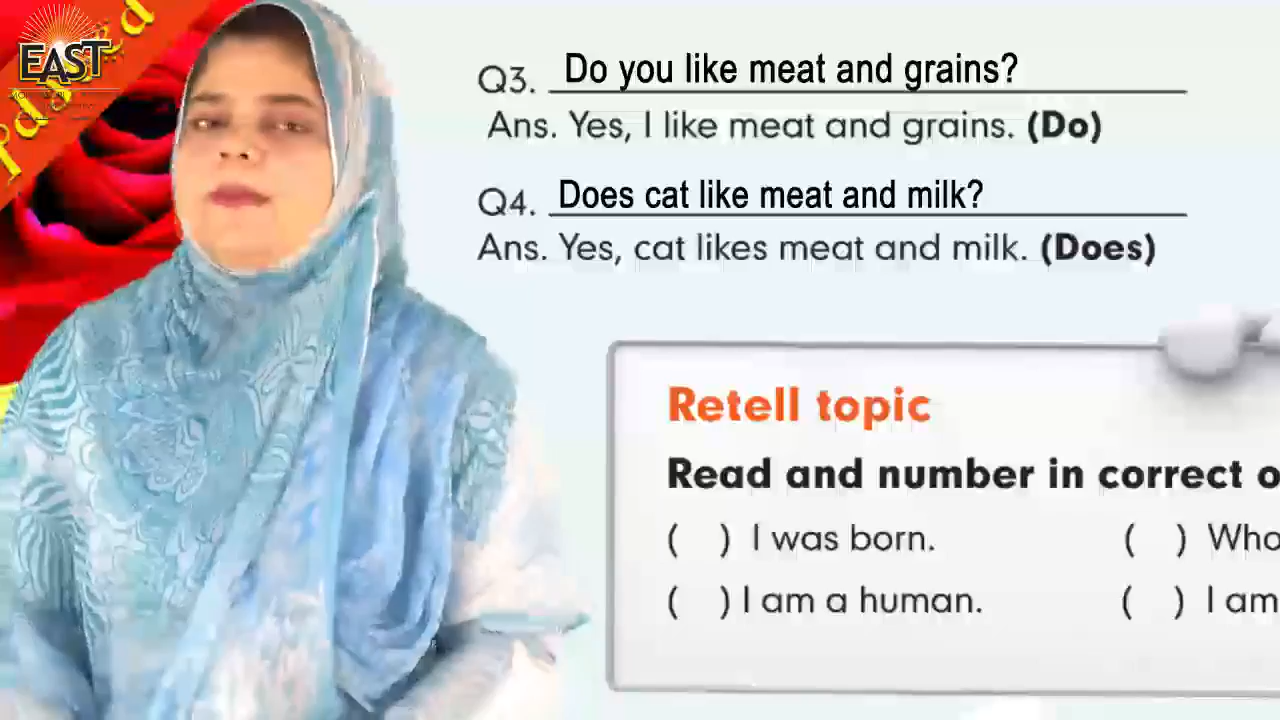 EAST
Q3. Do you like meat and grains?
Ans. Yes, I like meat and grains. (Do)
Q4. Does cat like meat and milk?
Ans. Yes, cat likes meat and milk. (Does)
Retell topic
Read and number in correct o
( ) I was born.
( ) Who
( ) I am a human.
( ) I am